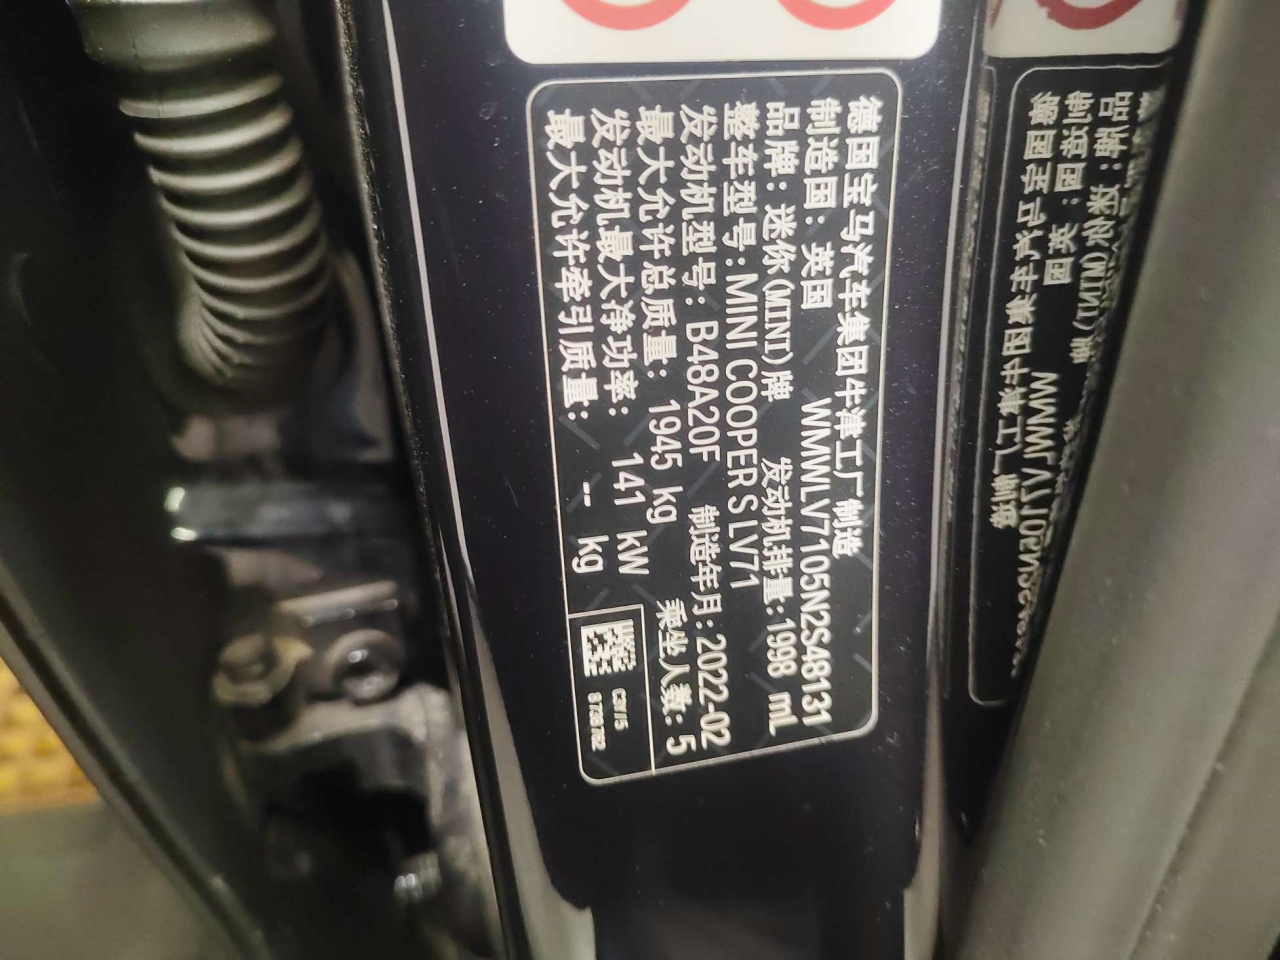 德国宝马汽车集团牛津工厂制造
制造国: 英国 WMWLV7105N2S48131
品牌: 迷你(MINI)牌 发动机排量:1998 mL
整车型号:MINI COOPER S LV71
发动机型号: B48A20F 制造年月:2022-02
最大允许总质量: 1945 kg 乘坐人数: 5
发动机最大净功率: 141 kW
最大允许牵引质量: -- kg